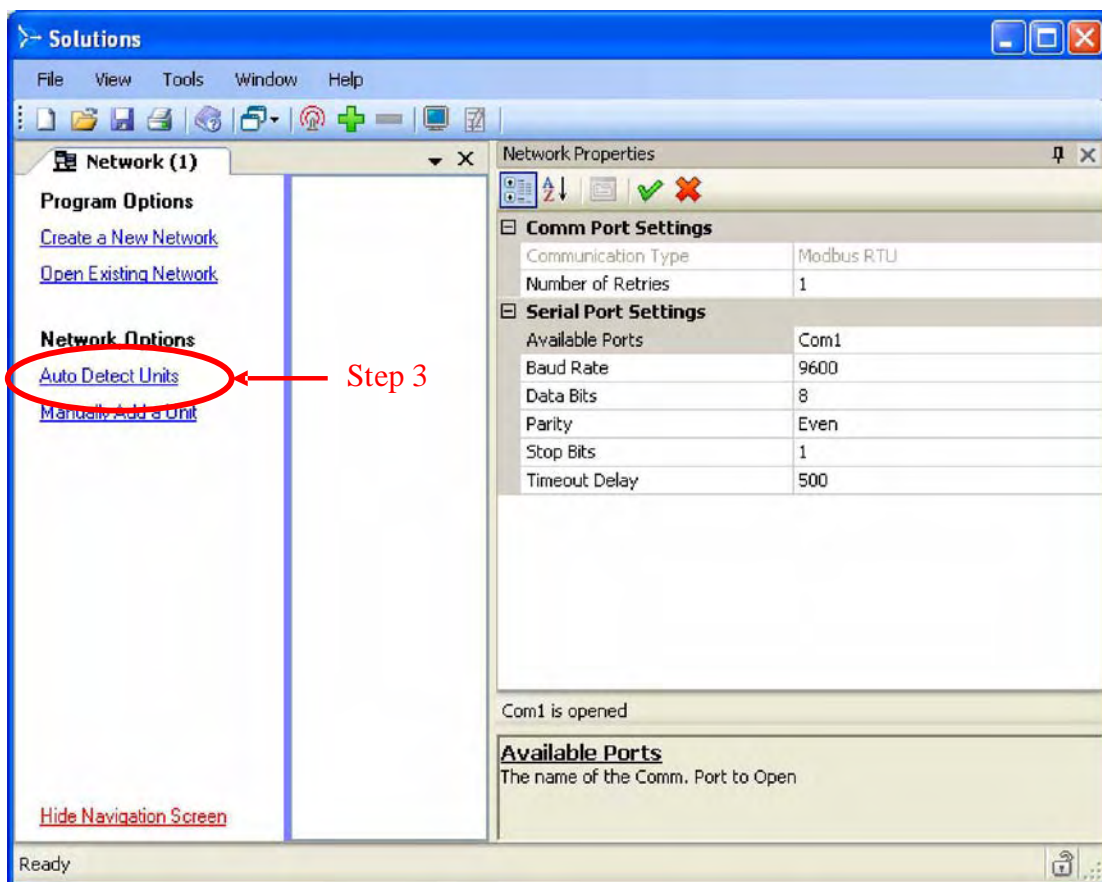 Solutions
File View Tools Window Help
Network (1)
Program Options
Create a New Network
Open Existing Network
Network Options
Auto Detect Units
Step 3
Manually Add a Unit
Hide Navigation Screen
Network Properties
Comm Port Settings
Communication Type Modbus RTU
Number of Retries 1
Serial Port Settings
Available Ports Com1
Baud Rate 9600
Data Bits 8
Parity Even
Stop Bits 1
Timeout Delay 500
Com1 is opened
Available Ports
The name of the Comm. Port to Open
Ready